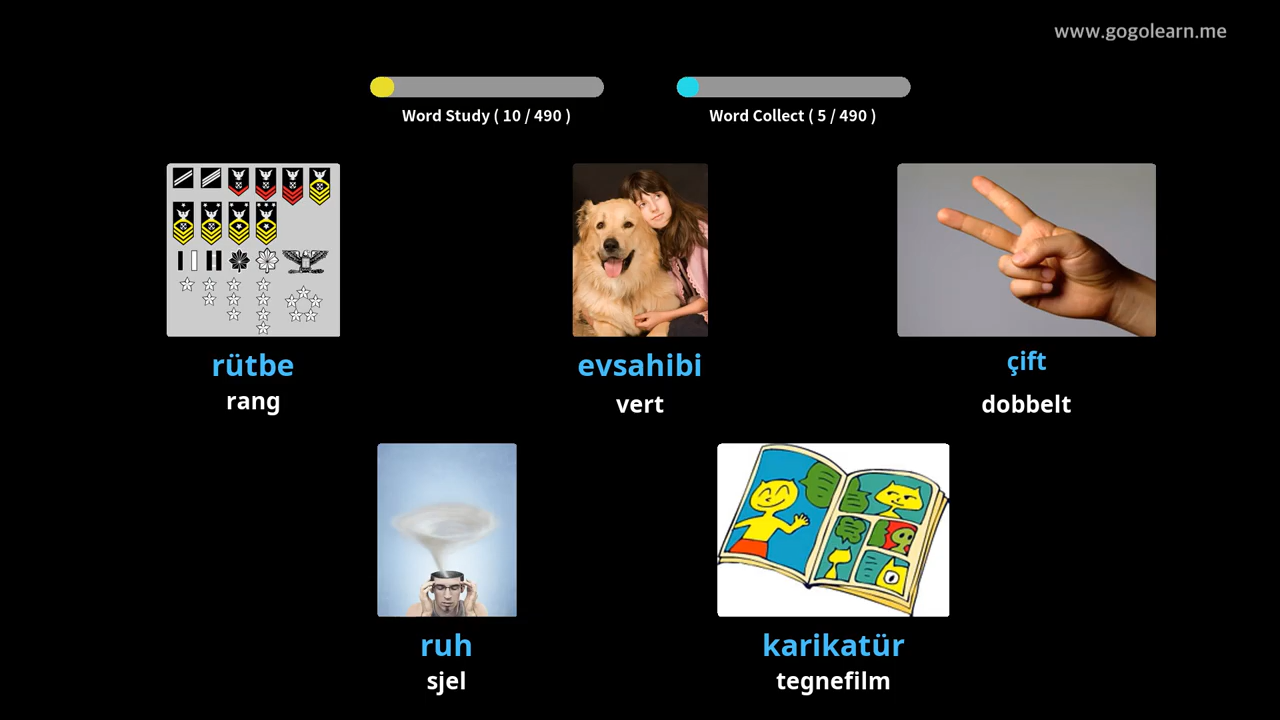 www.gogolearn.me
Word Study ( 10 / 490 )
Word Collect ( 5 / 490 )
rütbe
rang
evsahibi
vert
çift
dobbelt
ruh
sjel
karikatür
tegnefilm